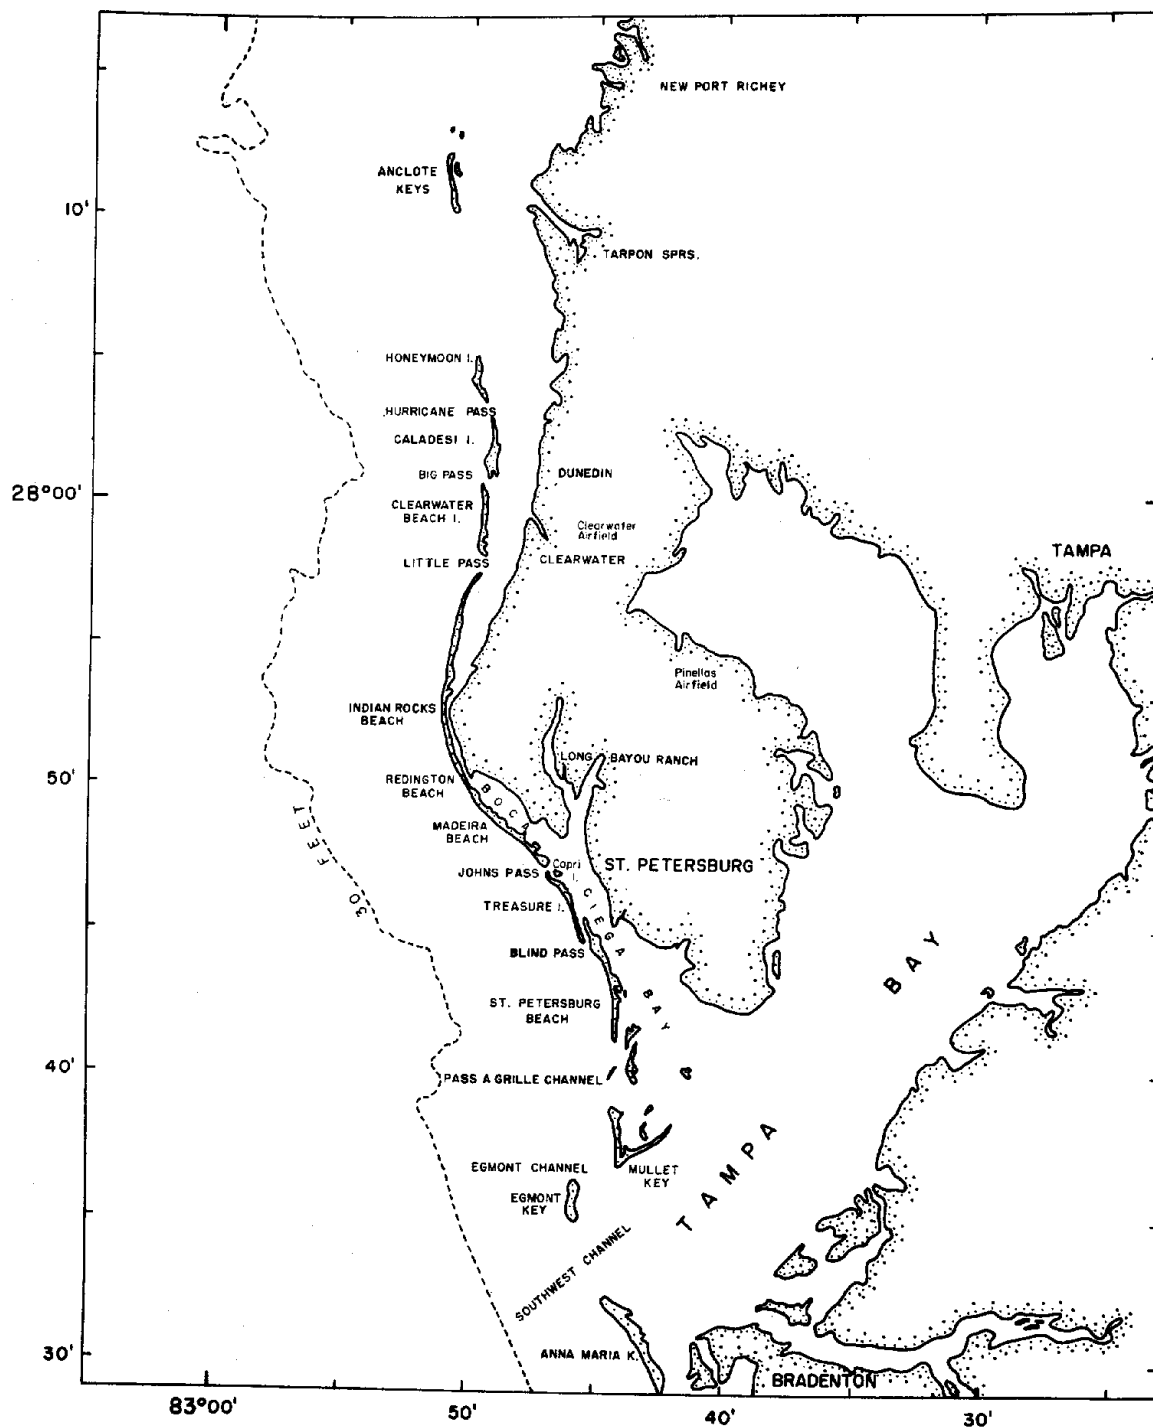 NEW PORT RICHEY
ANCLOTE
KEYS
10'
TARPON SPRS.
HONEYMOON I.
HURRICANE PASS
CALADESI I.
BIG PASS
DUNEDIN
28°00'
CLEARWATER
BEACH I.
Clearwater
Airfield
LITTLE PASS
CLEARWATER
TAMPA
Pinellas
Airfield
INDIAN ROCKS
BEACH
LONG BAYOU RANCH
50'
REDINGTON
BEACH
BOCA
30 FEET
MADEIRA
BEACH
JOHNS PASS
Capri
I.
ST. PETERSBURG
TREASURE I.
CIEGA
BLIND PASS
BAY
ST. PETERSBURG
BEACH
BAY
40'
PASS A GRILLE CHANNEL
TAMPA
EGMONT CHANNEL
MULLET
KEY
EGMONT
KEY
SOUTHWEST CHANNEL
30'
ANNA MARIA K.
BRADENTON
83°00'
50'
40'
30'